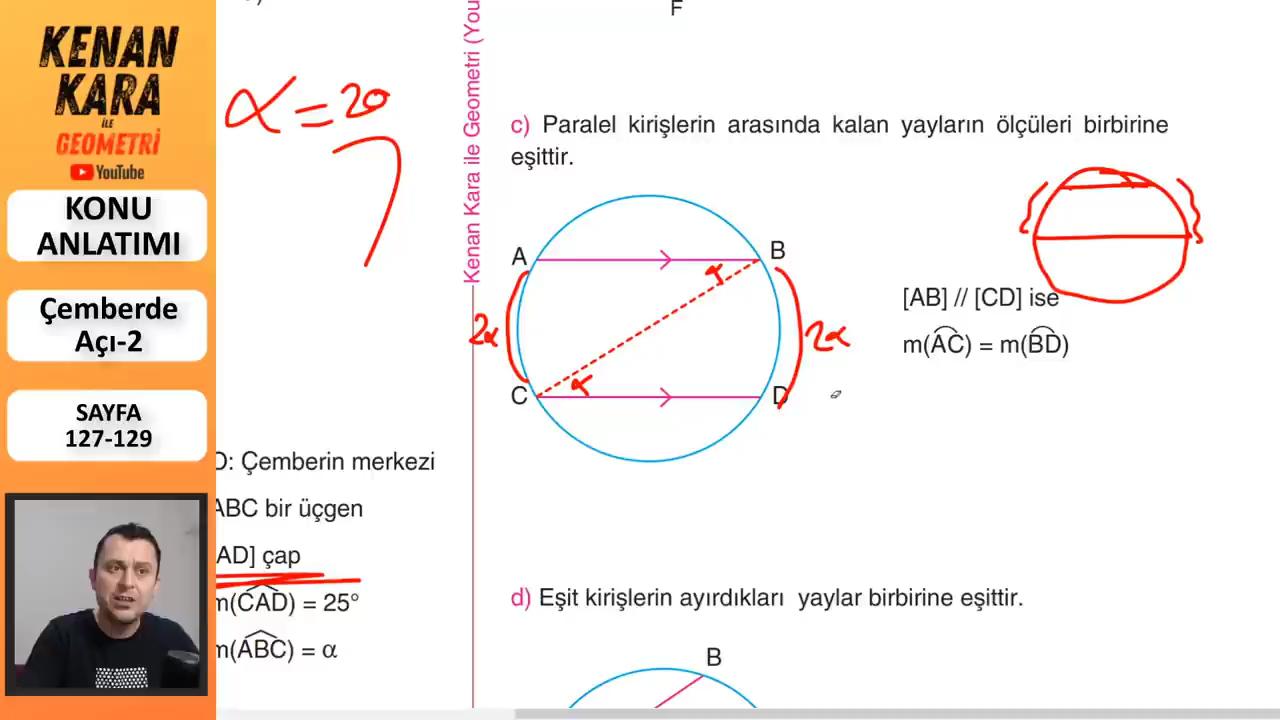 KENAN
KARA
İLE
GEOMETRİ
YouTube
KONU
ANLATIMI
Çemberde
Açı-2
SAYFA
127-129
α = 20
O: Çemberin merkezi
ABC bir üçgen
AD] çap
m(CAD) = 25°
m(ABC) = α
Kenan Kara ile Geometri (You
F
c) Paralel kirişlerin arasında kalan yayların ölçüleri birbirine
eşittir.
A
B
α
2α
2α
α
C
D
[AB] // [CD] ise
m(AC) = m(BD)
d) Eşit kirişlerin ayırdıkları yaylar birbirine eşittir.
B